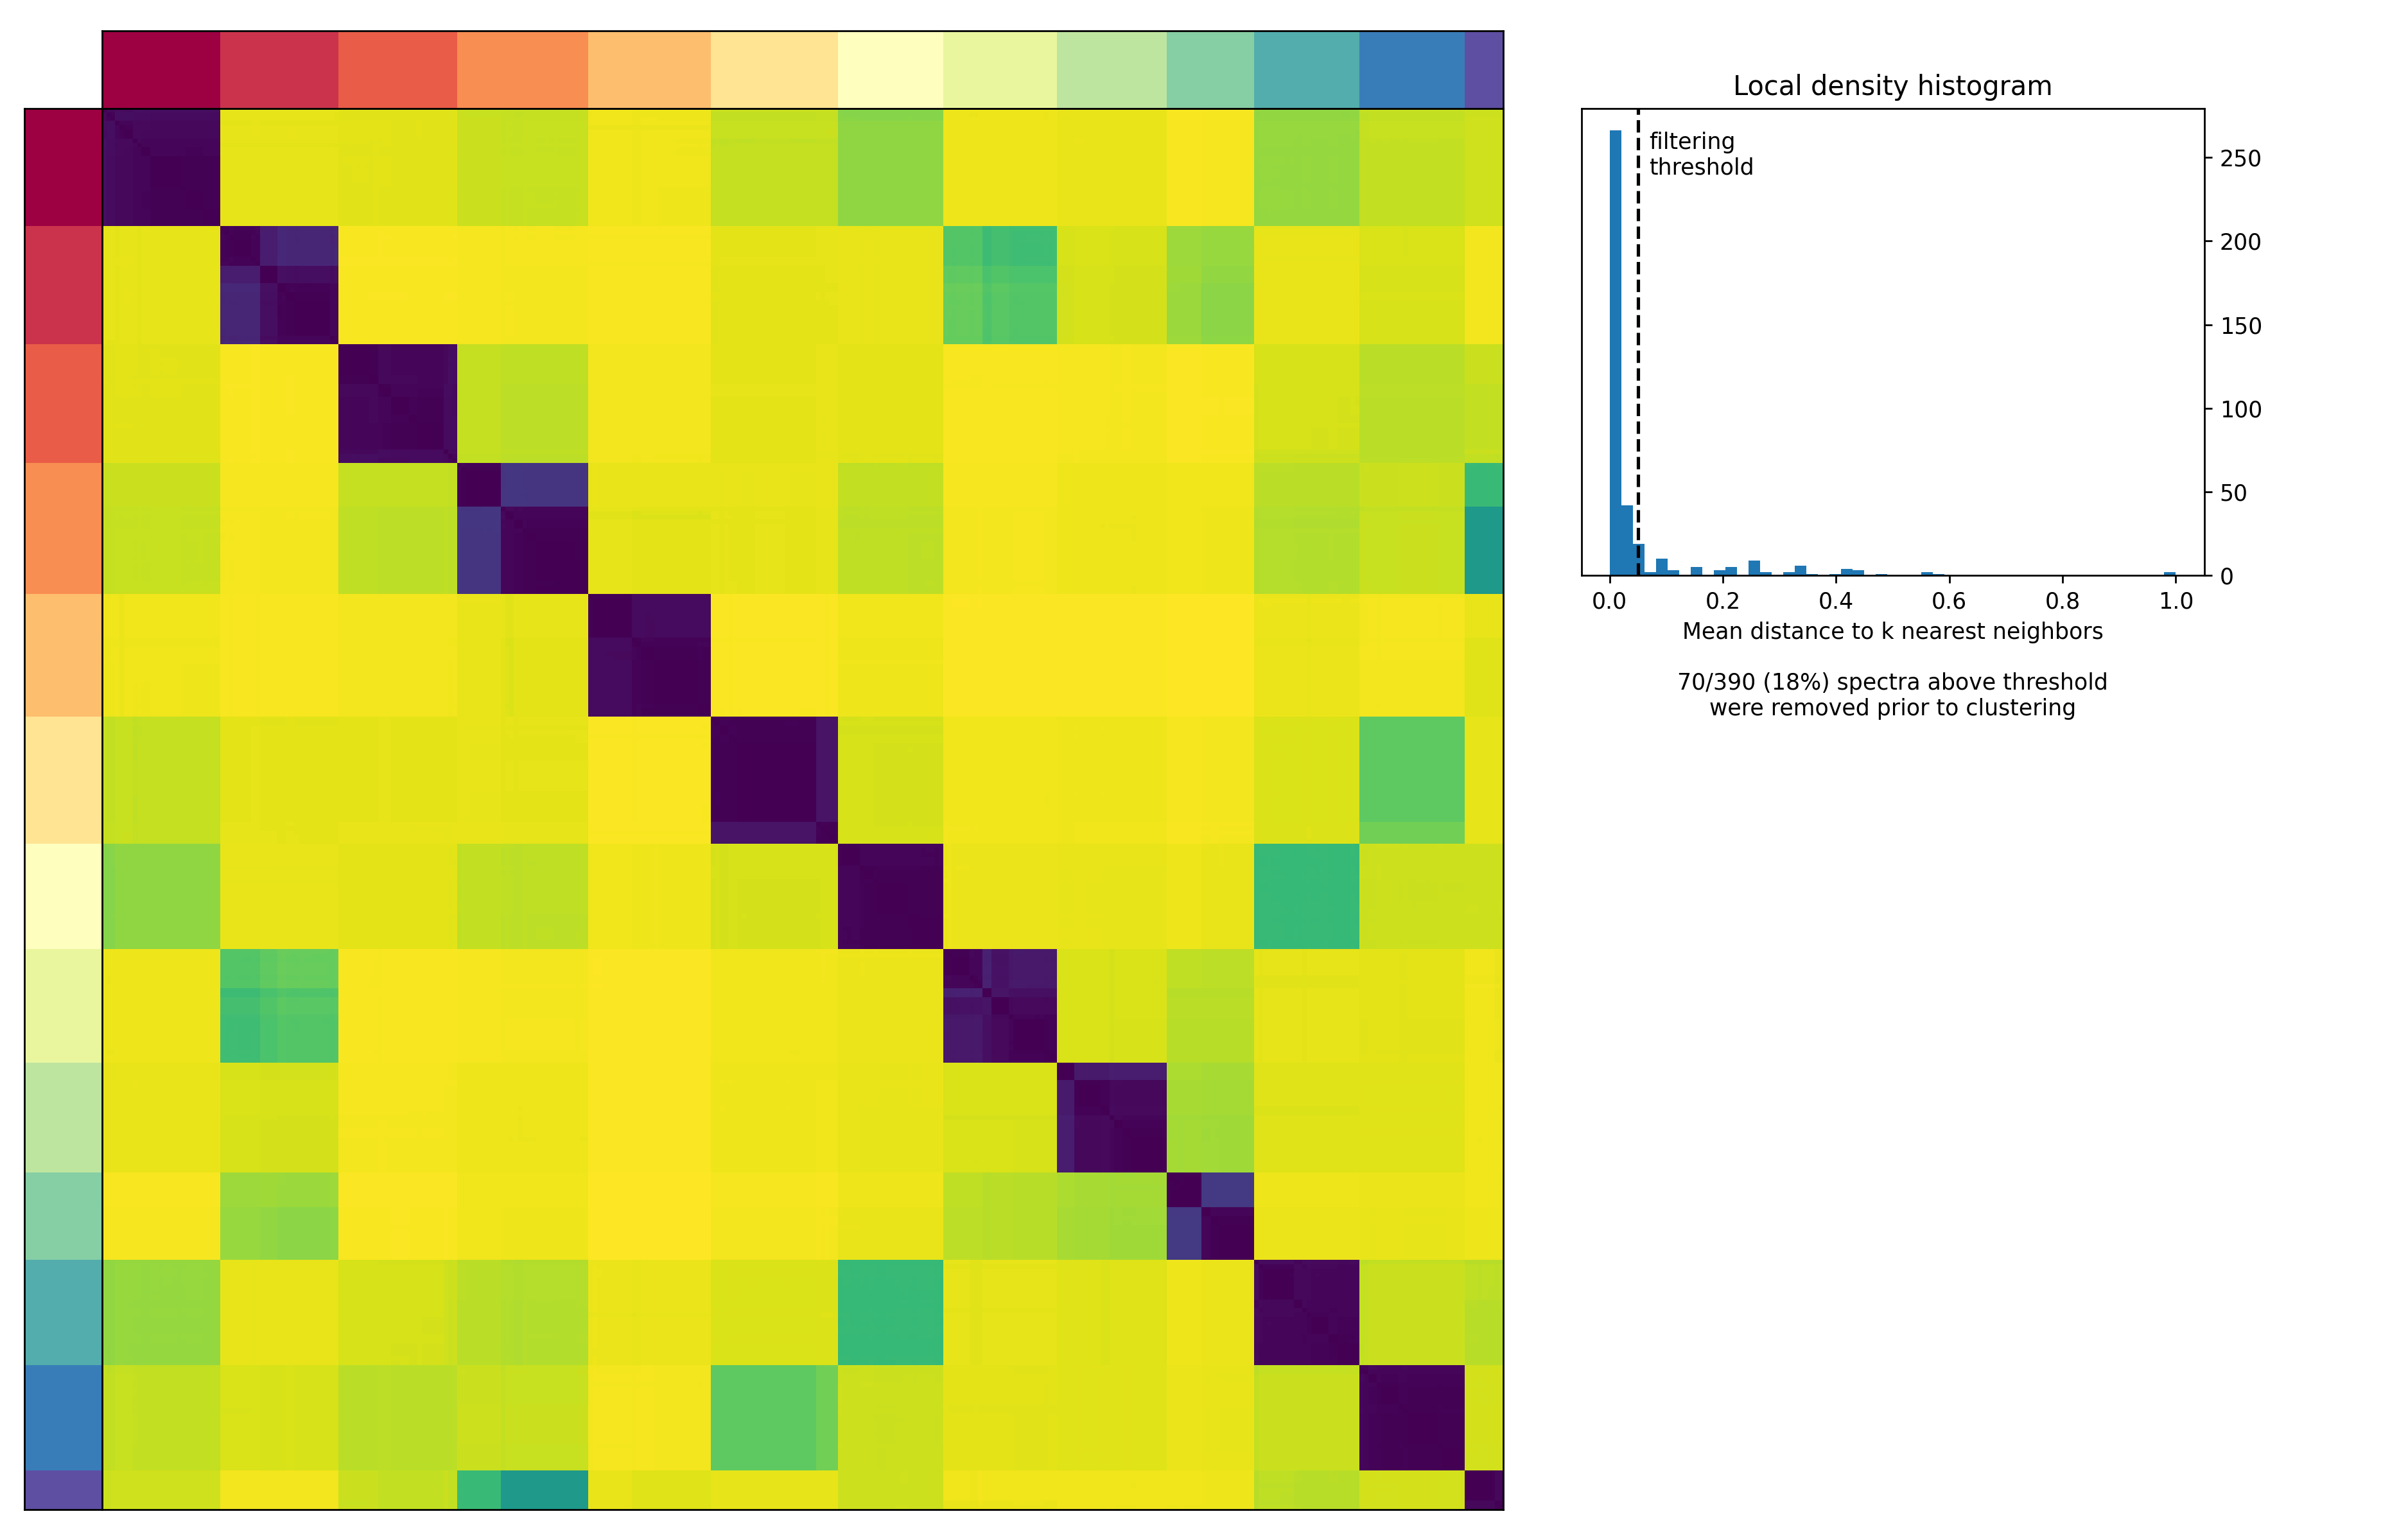 Local density histogram
filtering
threshold
250
200
150
100
50
0
0.0 0.2 0.4 0.6 0.8 1.0
Mean distance to k nearest neighbors
70/390 (18%) spectra above threshold
were removed prior to clustering